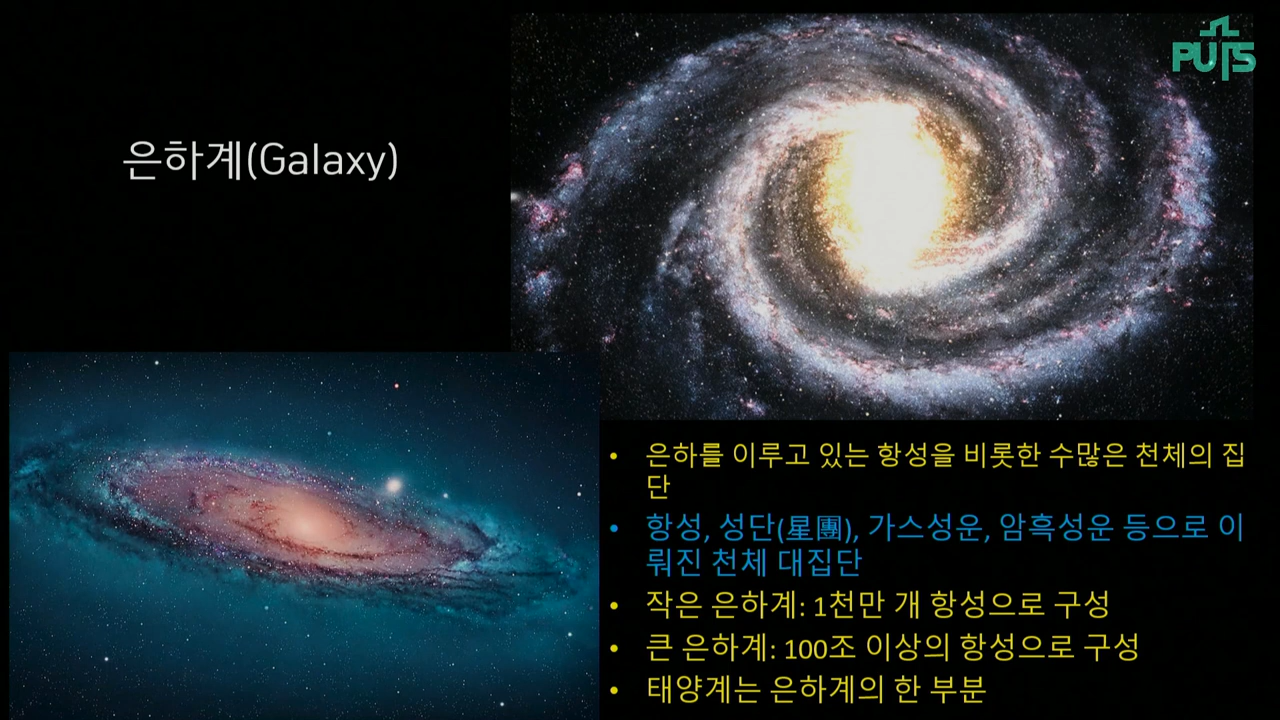 은하계(Galaxy)
PUTS
• 은하를 이루고 있는 항성을 비롯한 수많은 천체의 집
단
• 항성, 성단(星團), 가스성운, 암흑성운 등으로 이
뤄진 천체 대집단
• 작은 은하계: 1천만 개 항성으로 구성
• 큰 은하계: 100조 이상의 항성으로 구성
• 태양계는 은하계의 한 부분